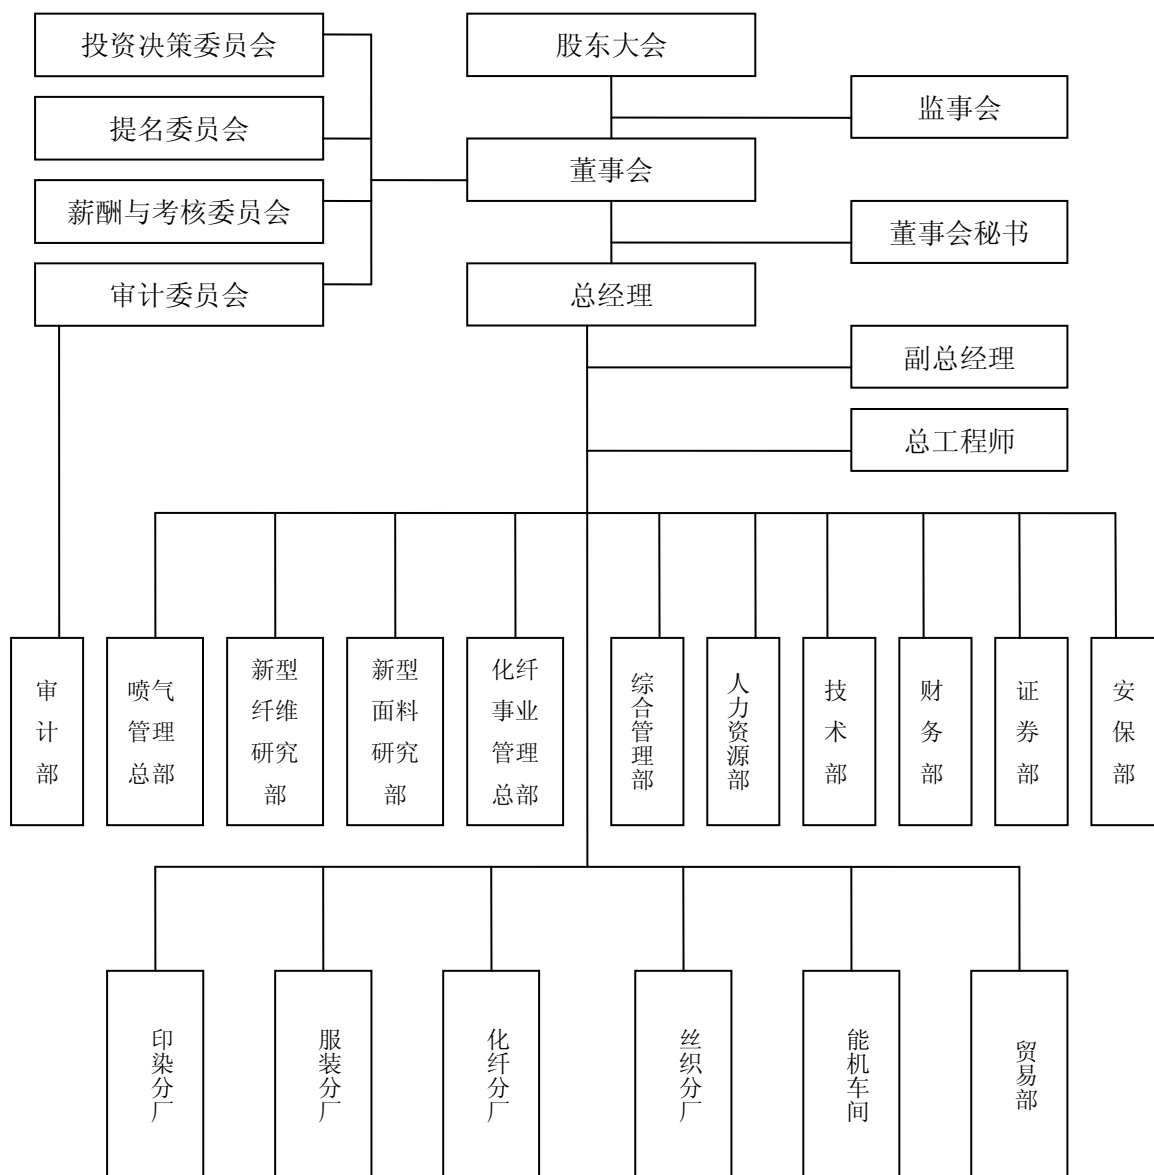 投资决策委员会
股东大会
监事会
提名委员会
董事会
薪酬与考核委员会
董事会秘书
审计委员会
总经理
副总经理
总工程师
审
计
部
喷气
管理
总部
新型
纤维
研究
部
新型
面料
研究
部
化纤
事业
管理
总部
综合管理部
人力资源部
技
术
部
财
务
部
证
券
部
安
保
部
印染分厂
服装分厂
化纤分厂
丝织分厂
能机车间
贸易部